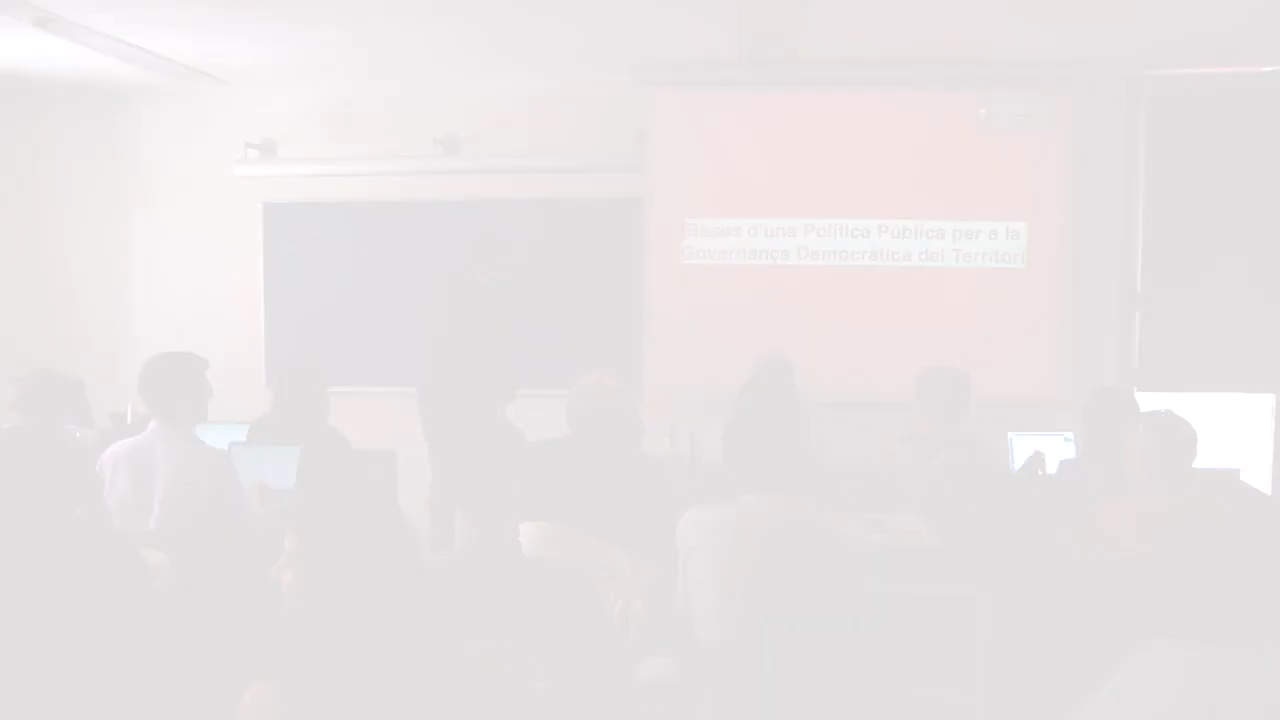 Bases d'una Política Pública per a la
Governança Democràtica del Territori